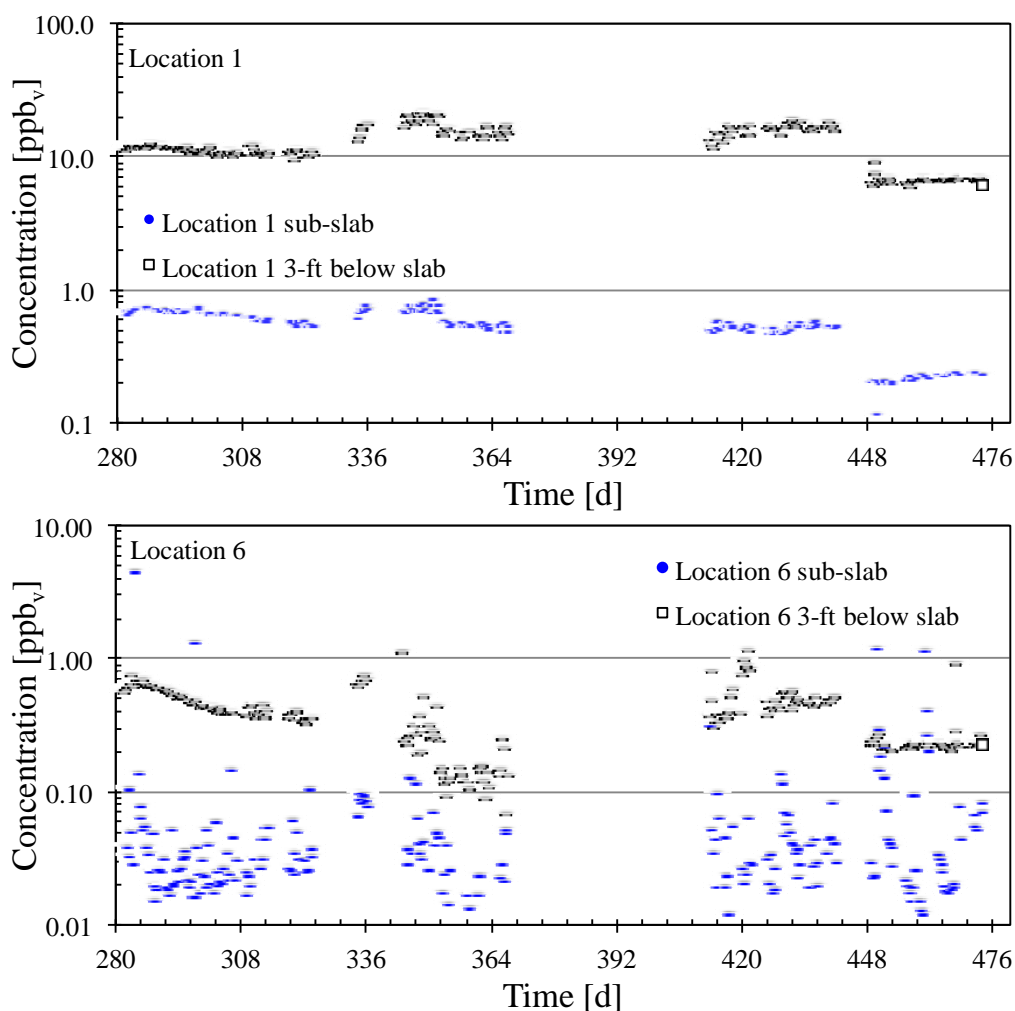 100.0
Location 1
10.0
Location 1 sub-slab
Location 1 3-ft below slab
1.0
0.1
Concentration [ppbv]
280 308 336 364 392 420 448 476
Time [d]
10.00
Location 6
Location 6 sub-slab
Location 6 3-ft below slab
1.00
0.10
0.01
Concentration [ppbv]
280 308 336 364 392 420 448 476
Time [d]